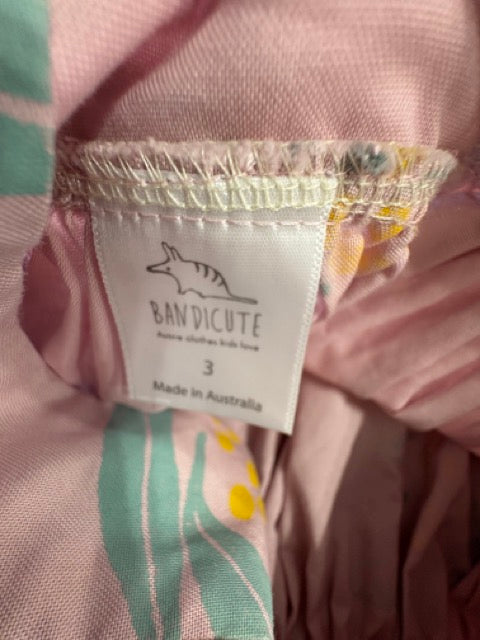 BANDICUTE
Aussie clothes kids love
3
Made in Australia